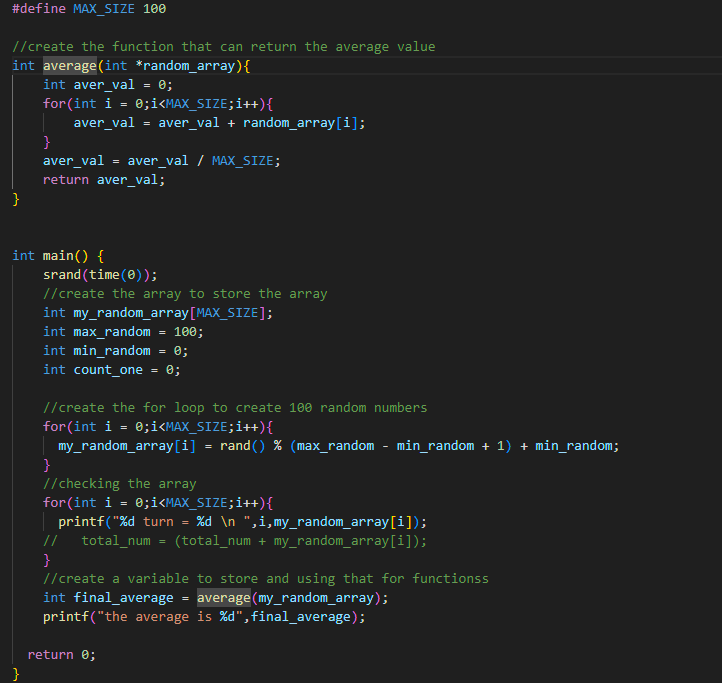 #define MAX_SIZE 100
//create the function that can return the average value
int average(int *random_array){
    int aver_val = 0;
    for(int i = 0;i<MAX_SIZE;i++){
        aver_val = aver_val + random_array[i];
    }
    aver_val = aver_val / MAX_SIZE;
    return aver_val;
}
int main() {
    srand(time(0));
    //create the array to store the array
    int my_random_array[MAX_SIZE];
    int max_random = 100;
    int min_random = 0;
    int count_one = 0;
    //create the for loop to create 100 random numbers
    for(int i = 0;i<MAX_SIZE;i++){
      my_random_array[i] = rand() % (max_random - min_random + 1) + min_random;
    }
    //checking the array
    for(int i = 0;i<MAX_SIZE;i++){
      printf("%d turn = %d \n ",i,my_random_array[i]);
    //   total_num = (total_num + my_random_array[i]);
    }
    //create a variable to store and using that for functionss
    int final_average = average(my_random_array);
    printf("the average is %d",final_average);
  return 0;
}